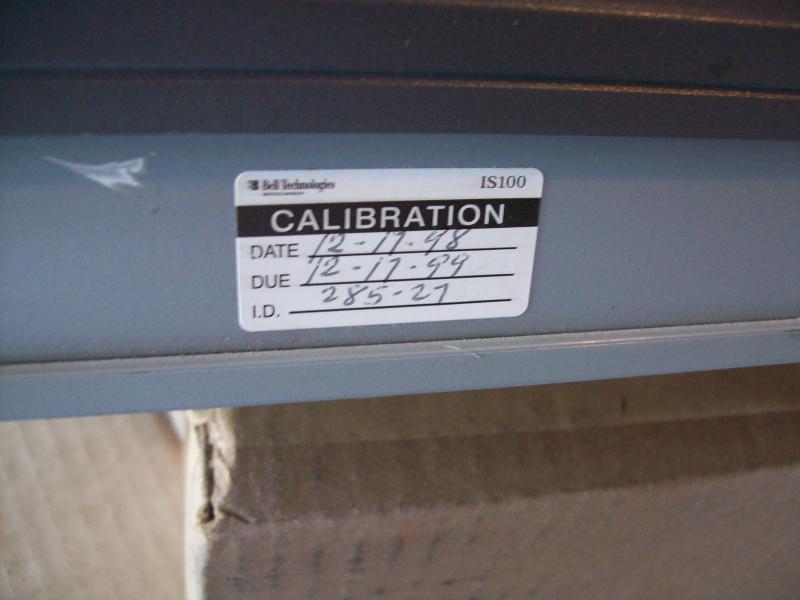 Bell Technologies IS100
CALIBRATION
DATE 12-17-98
DUE 12-17-99
I.D. 285-27